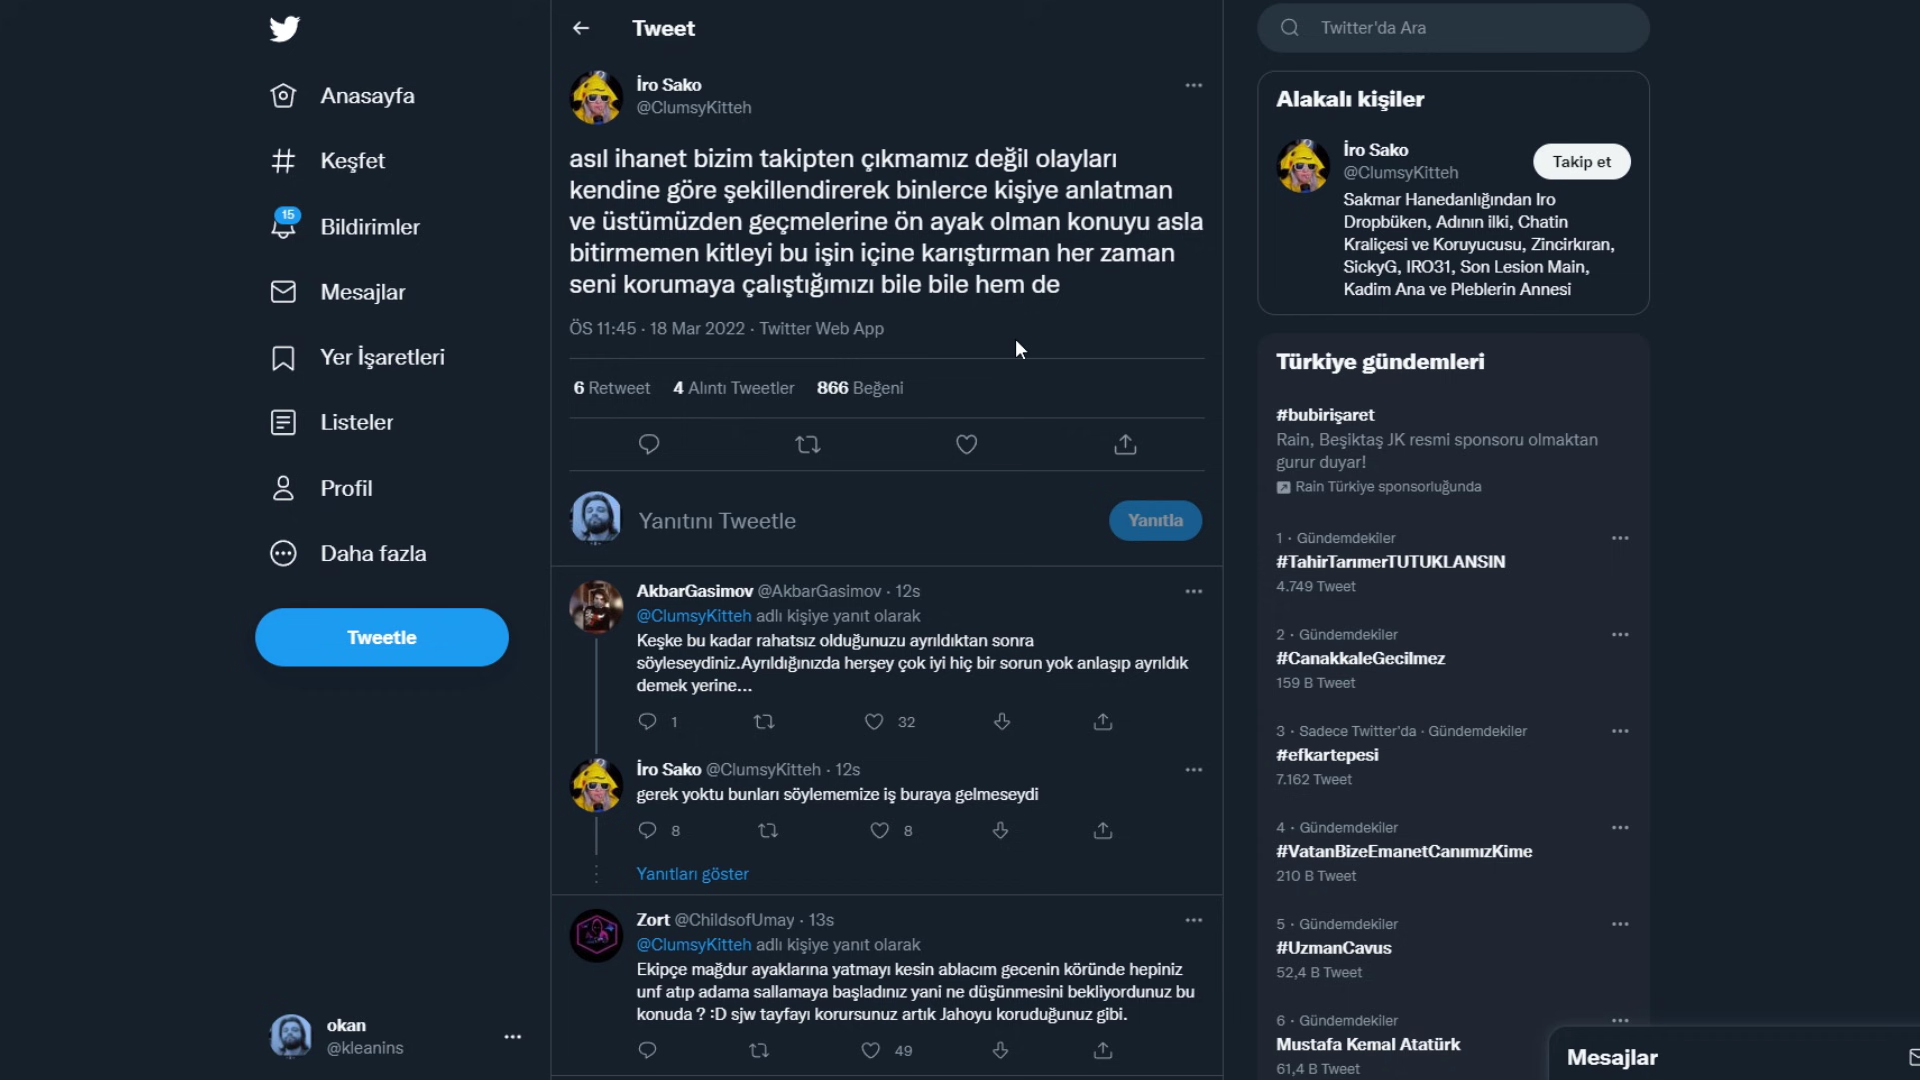 Anasayfa
Keşfet
15
Bildirimler
Mesajlar
Yer İşaretleri
Listeler
Profil
Daha fazla
Tweetle
okan
@kleanins
Tweet
İro Sako
@ClumsyKitteh
asıl ihanet bizim takipten çıkmamız değil olayları
kendine göre şekillendirerek binlerce kişiye anlatman
ve üstümüzden geçmelerine ön ayak olman konuyu asla
bitirmemen kitleyi bu işin içine karıştırman her zaman
seni korumaya çalıştığımızı bile bile hem de
ÖS 11:45 · 18 Mar 2022 · Twitter Web App
6 Retweet 4 Alıntı Tweetler 866 Beğeni
Yanıtını Tweetle
Yanıtla
AkbarGasimov @AkbarGasimov · 12s
@ClumsyKitteh adlı kişiye yanıt olarak
Keşke bu kadar rahatsız olduğunuzu ayrıldıktan sonra
söyleseydiniz.Ayrıldığınızda herşey çok iyi hiç bir sorun yok anlaşıp ayrıldık
demek yerine...
1 32
İro Sako @ClumsyKitteh · 12s
gerek yoktu bunları söylememize iş buraya gelmeseydi
8 8
Yanıtları göster
Zort @ChildsofUmay · 13s
@ClumsyKitteh adlı kişiye yanıt olarak
Ekipçe mağdur ayaklarına yatmayı kesin ablacım gecenin köründe hepiniz
unf atıp adama sallamaya başladınız yani ne düşünmesini bekliyordunuz bu
konuda ? :D sjw tayfayı korursunuz artık Jahoyu koruduğunuz gibi.
49
Twitter'da Ara
Alakalı kişiler
İro Sako
@ClumsyKitteh
Takip et
Sakmar Hanedanlığından Iro
Dropbüken, Adının ilki, Chatin
Kraliçesi ve Koruyucusu, Zincirkıran,
SickyG, IRO31, Son Lesion Main,
Kadim Ana ve Pleblerin Annesi
Türkiye gündemleri
#bubirişaret
Rain, Beşiktaş JK resmi sponsoru olmaktan
gurur duyar!
Rain Türkiye sponsorluğunda
1 · Gündemdekiler
#TahirTarımerTUTUKLANSIN
4.749 Tweet
2 · Gündemdekiler
#CanakkaleGecilmez
159 B Tweet
3 · Sadece Twitter'da · Gündemdekiler
#efkartepesi
7.162 Tweet
4 · Gündemdekiler
#VatanBizeEmanetCanımızKime
210 B Tweet
5 · Gündemdekiler
#UzmanCavus
52,4 B Tweet
6 · Gündemdekiler
Mustafa Kemal Atatürk
61,4 B Tweet
Mesajlar